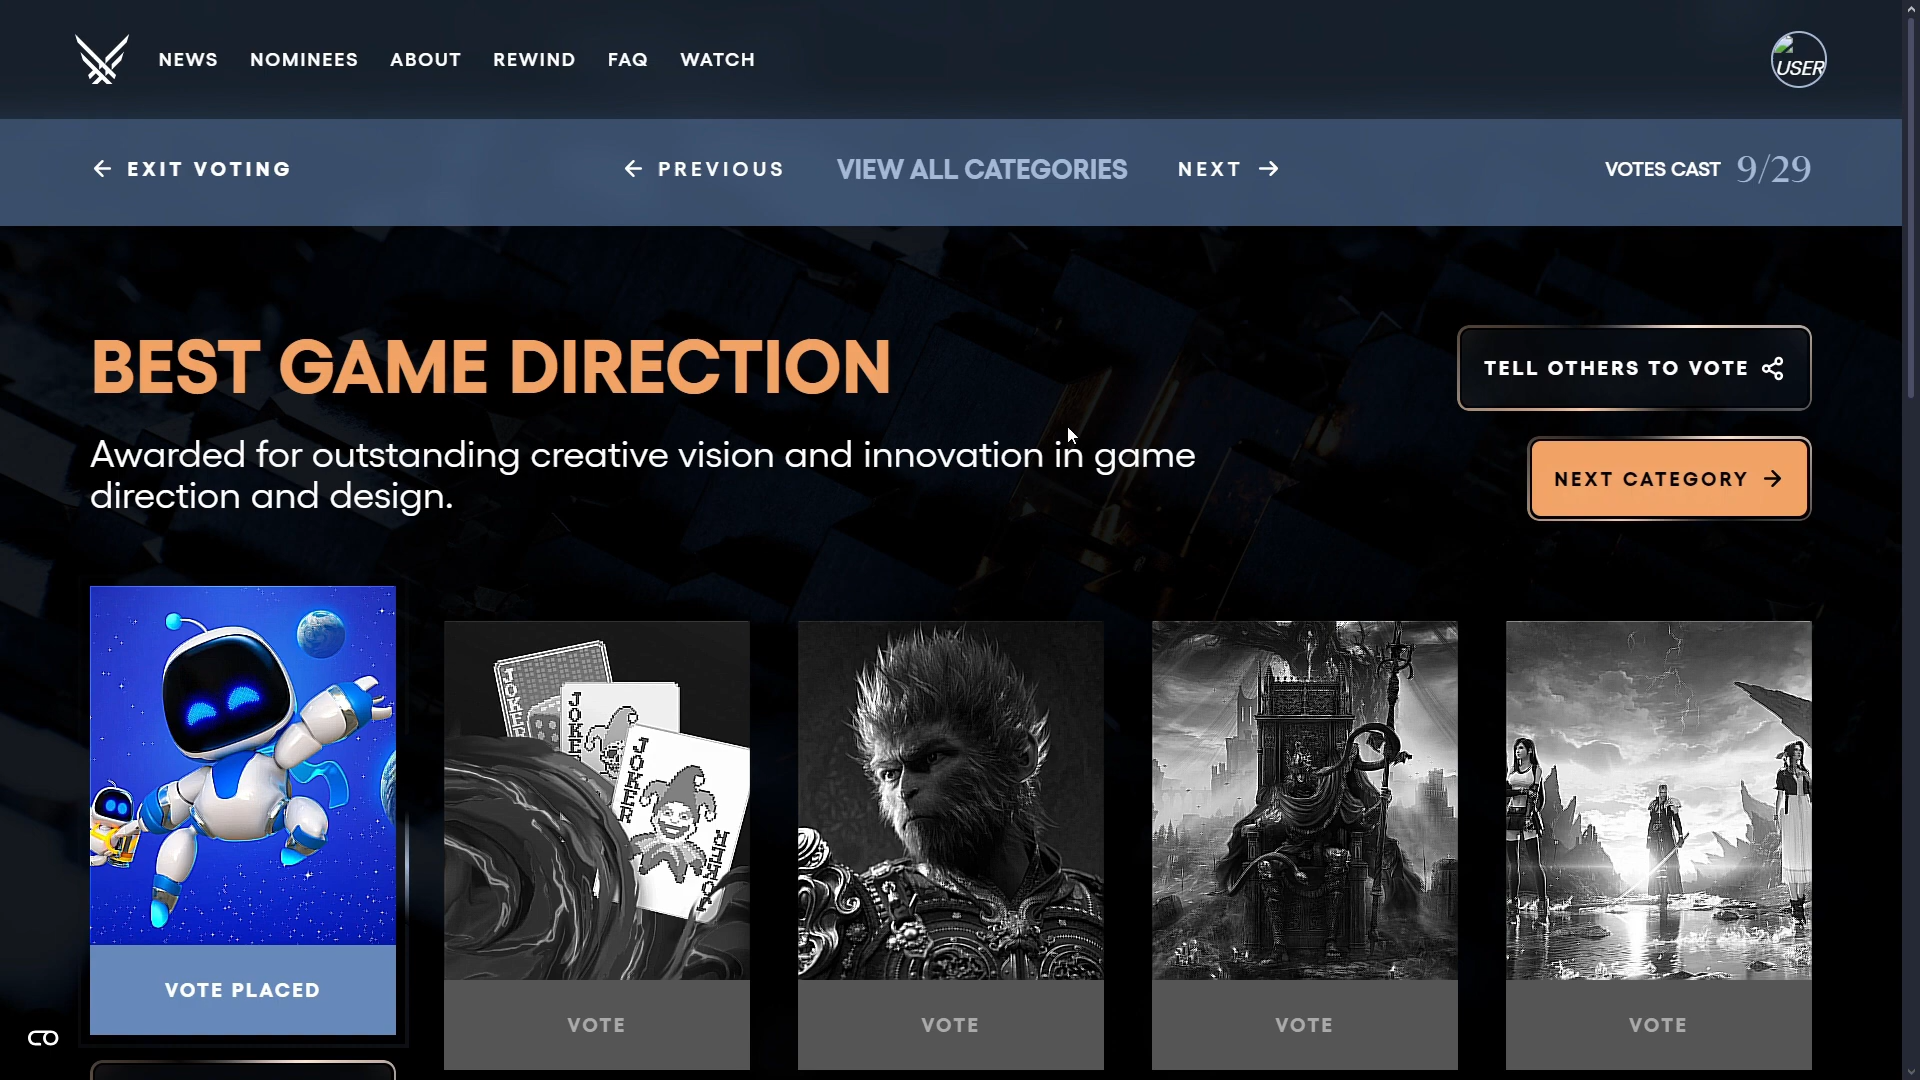 NEWS NOMINEES ABOUT REWIND FAQ WATCH
USER
EXIT VOTING
PREVIOUS
VIEW ALL CATEGORIES
NEXT
VOTES CAST 9/29
BEST GAME DIRECTION
TELL OTHERS TO VOTE
Awarded for outstanding creative vision and innovation in game
direction and design.
NEXT CATEGORY
JOKER
JOKER
JOKER
JOKER
VOTE PLACED
VOTE
VOTE
VOTE
VOTE